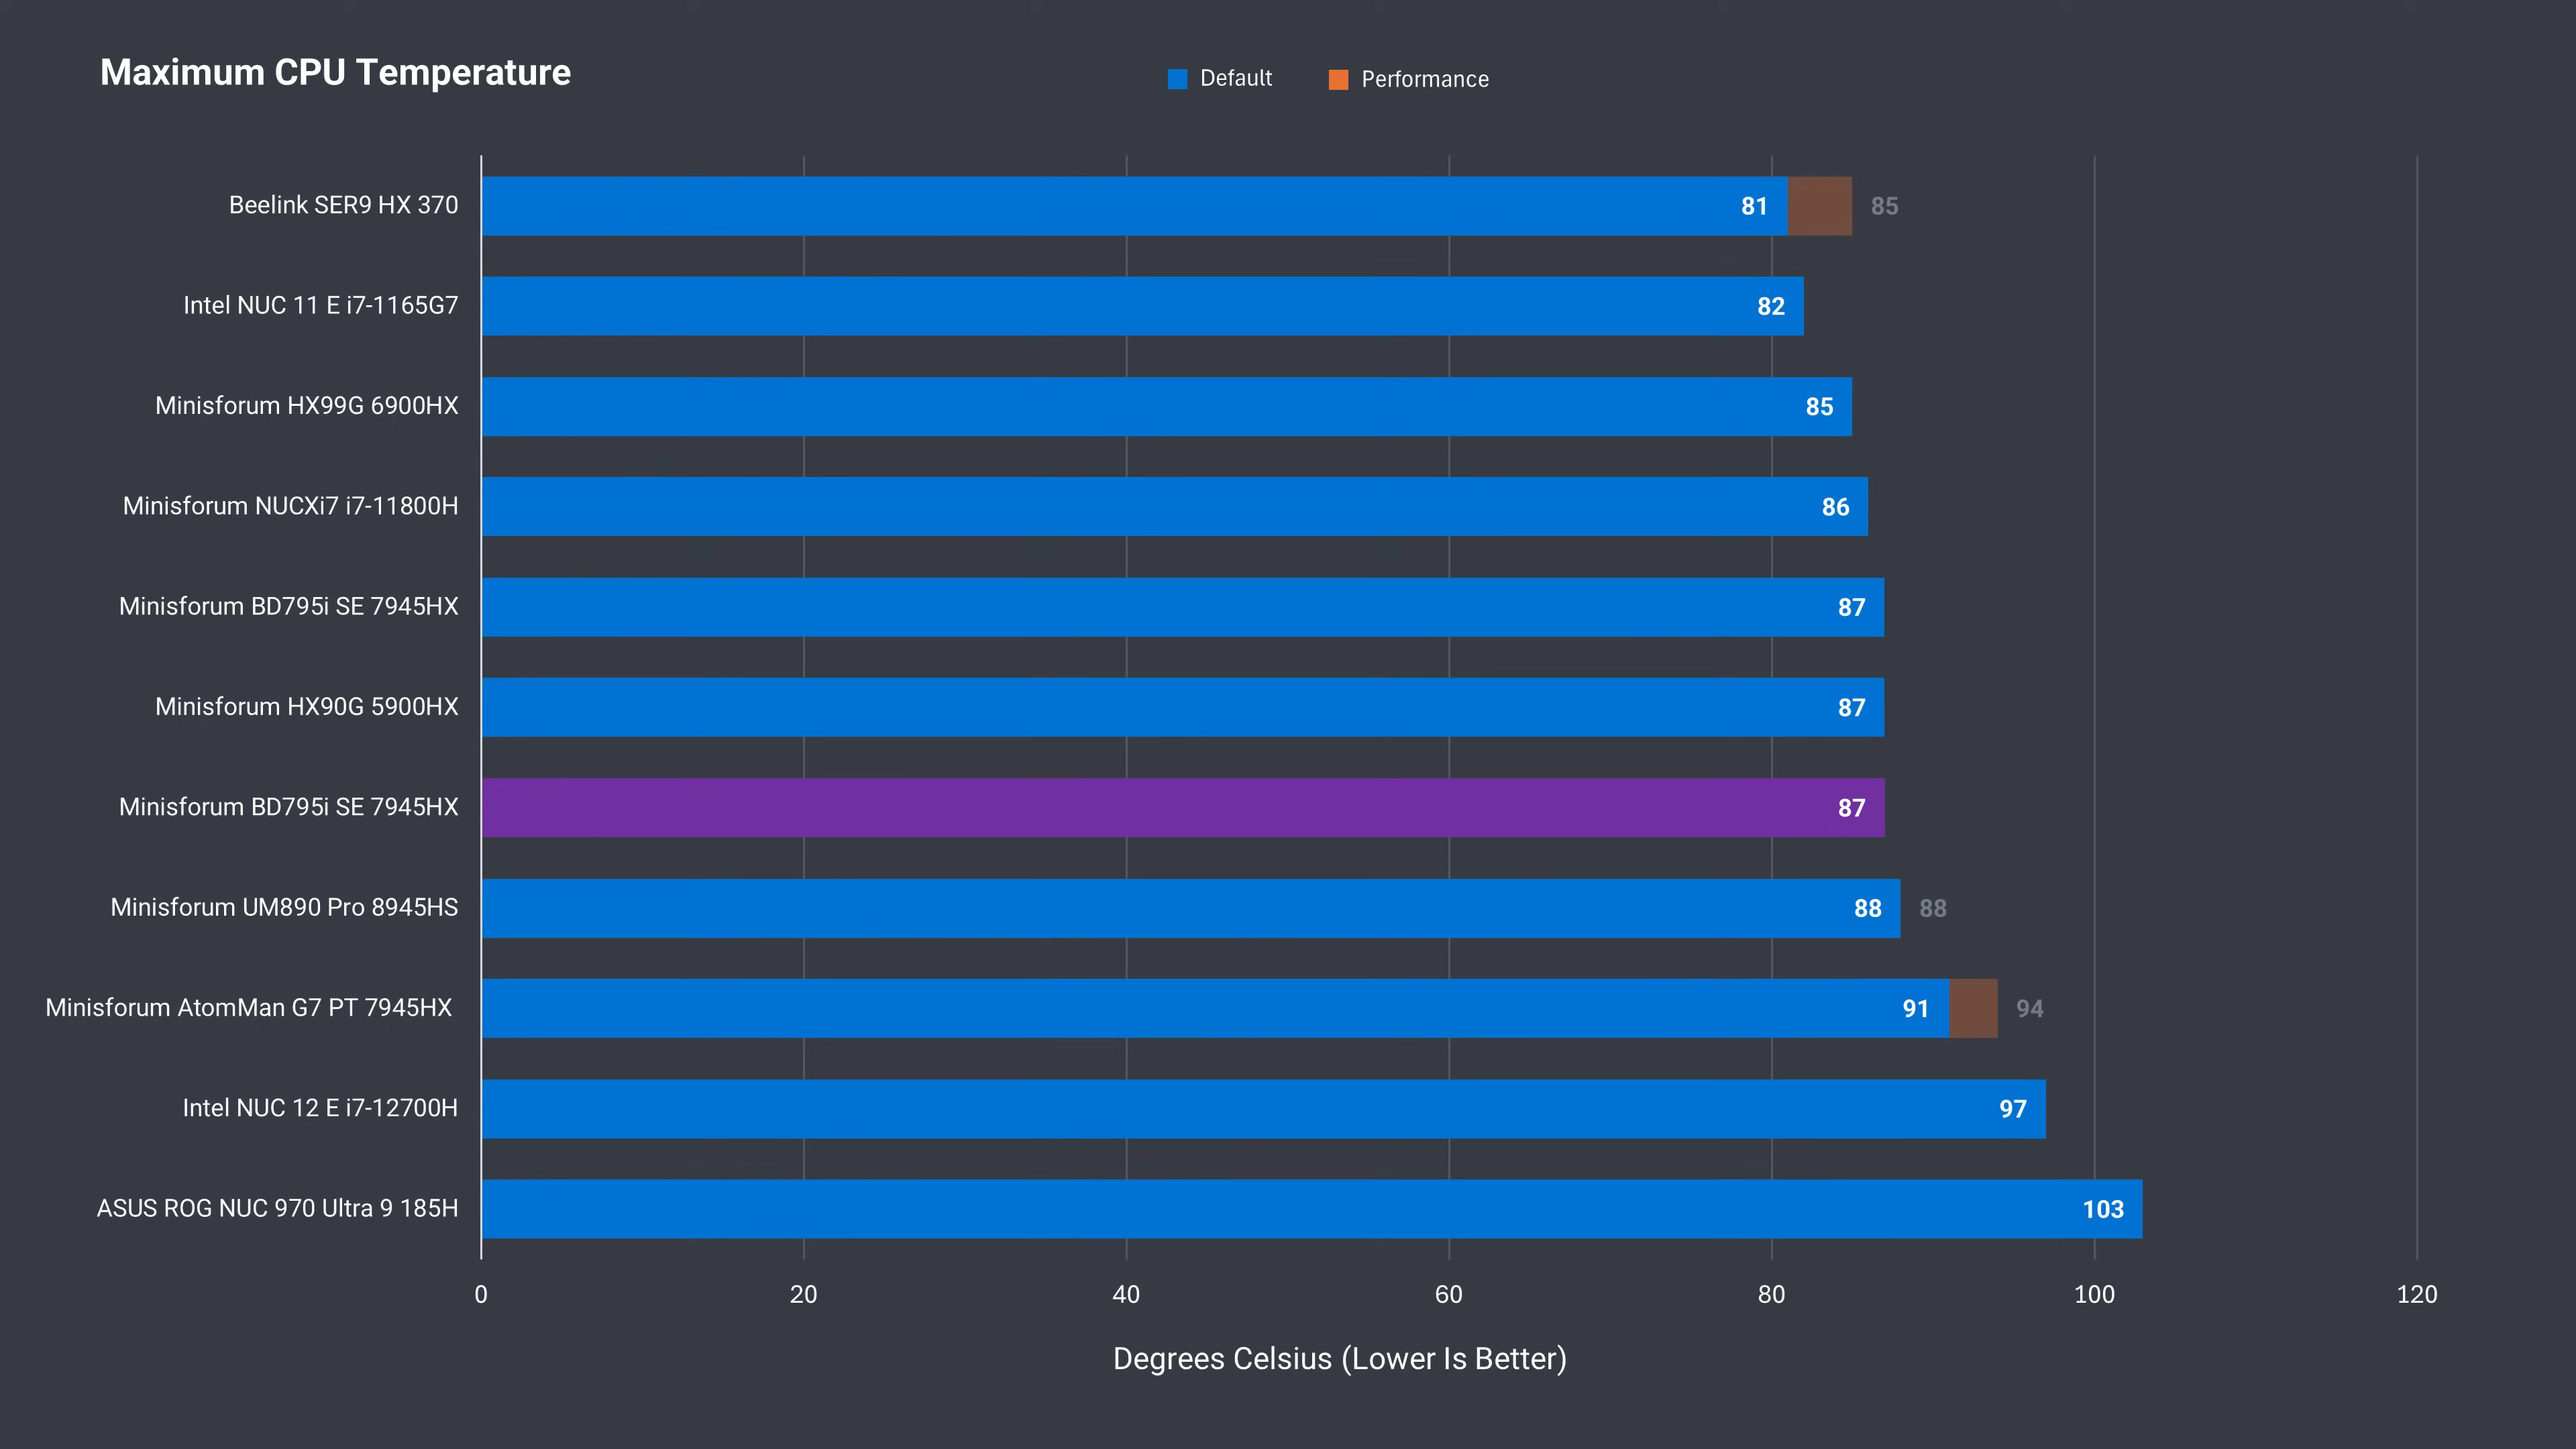 Maximum CPU Temperature
Default
Performance
Beelink SER9 HX 370
81
85
Intel NUC 11 E i7-1165G7
82
Minisforum HX99G 6900HX
85
Minisforum NUCXi7 i7-11800H
86
Minisforum BD795i SE 7945HX
87
Minisforum HX90G 5900HX
87
Minisforum BD795i SE 7945HX
87
Minisforum UM890 Pro 8945HS
88
88
Minisforum AtomMan G7 PT 7945HX
91
94
Intel NUC 12 E i7-12700H
97
ASUS ROG NUC 970 Ultra 9 185H
103
0 20 40 60 80 100 120
Degrees Celsius (Lower Is Better)